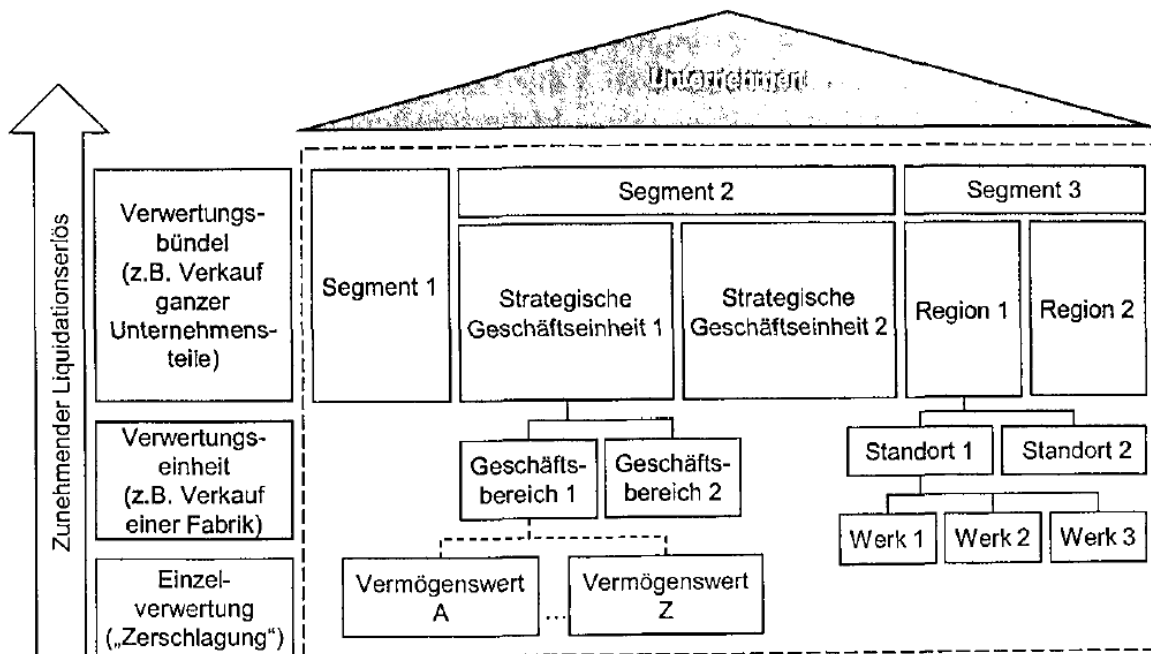 Unternehmen
Zunehmender Liquidationserlös
Verwertungs-
bündel
(z.B. Verkauf
ganzer
Unternehmens-
teile)
Segment 1
Segment 2
Segment 3
Strategische
Geschäftseinheit 1
Strategische
Geschäftseinheit 2
Region 1
Region 2
Verwertungs-
einheit
(z.B. Verkauf
einer Fabrik)
Geschäfts-
bereich 1
Geschäfts-
bereich 2
Standort 1
Standort 2
Werk 1
Werk 2
Werk 3
Einzel-
verwertung
(„Zerschlagung“)
Vermögenswert
A
...
Vermögenswert
Z